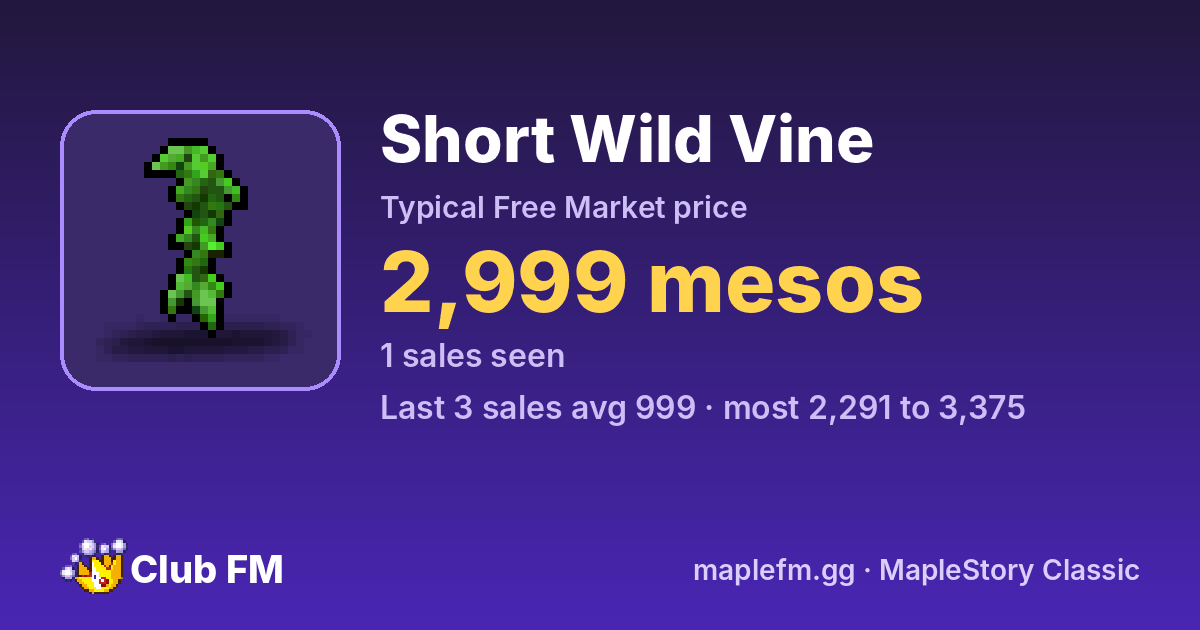 Short Wild Vine
Typical Free Market price
2,999 mesos
1 sales seen
Last 3 sales avg 999 · most 2,291 to 3,375
Club FM
maplefm.gg · MapleStory Classic